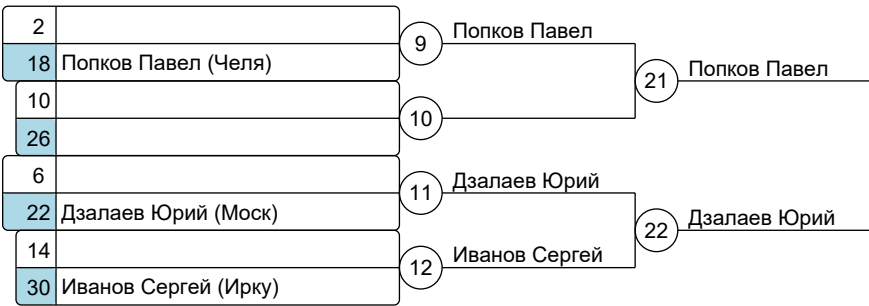 2
18 Попков Павел (Челя)
9
Попков Павел
10
26
10
21
Попков Павел
6
22 Дзалаев Юрий (Моск)
11
Дзалаев Юрий
14
30 Иванов Сергей (Ирку)
12
Иванов Сергей
22
Дзалаев Юрий